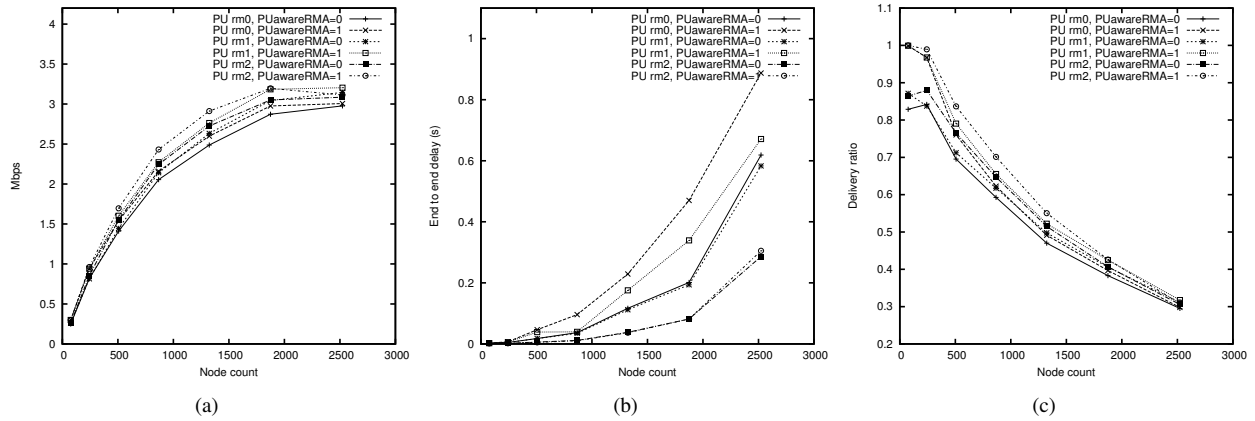 Mbps
4
3.5
3
2.5
2
1.5
1
0.5
0
0 500 1000 1500 2000 2500 3000
Node count
PU rm0, PUawareRMA=0
PU rm0, PUawareRMA=1
PU rm1, PUawareRMA=0
PU rm1, PUawareRMA=1
PU rm2, PUawareRMA=0
PU rm2, PUawareRMA=1
(a)
End to end delay (s)
1
0.8
0.6
0.4
0.2
0
0 500 1000 1500 2000 2500 3000
Node count
PU rm0, PUawareRMA=0
PU rm0, PUawareRMA=1
PU rm1, PUawareRMA=0
PU rm1, PUawareRMA=1
PU rm2, PUawareRMA=0
PU rm2, PUawareRMA=1
(b)
Delivery ratio
1.1
1
0.9
0.8
0.7
0.6
0.5
0.4
0.3
0.2
0 500 1000 1500 2000 2500 3000
Node count
PU rm0, PUawareRMA=0
PU rm0, PUawareRMA=1
PU rm1, PUawareRMA=0
PU rm1, PUawareRMA=1
PU rm2, PUawareRMA=0
PU rm2, PUawareRMA=1
(c)